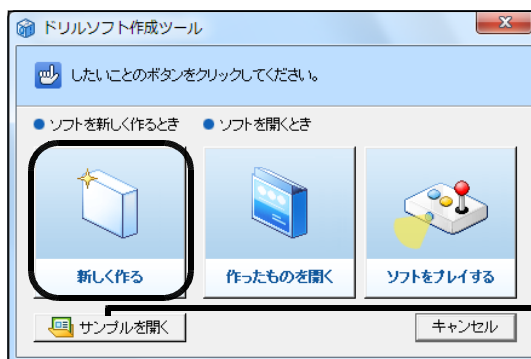 ドリルソフト作成ツール
したいことのボタンをクリックしてください。
ソフトを新しく作るとき
ソフトを開くとき
新しく作る
作ったものを開く
ソフトをプレイする
サンプルを開く
キャンセル